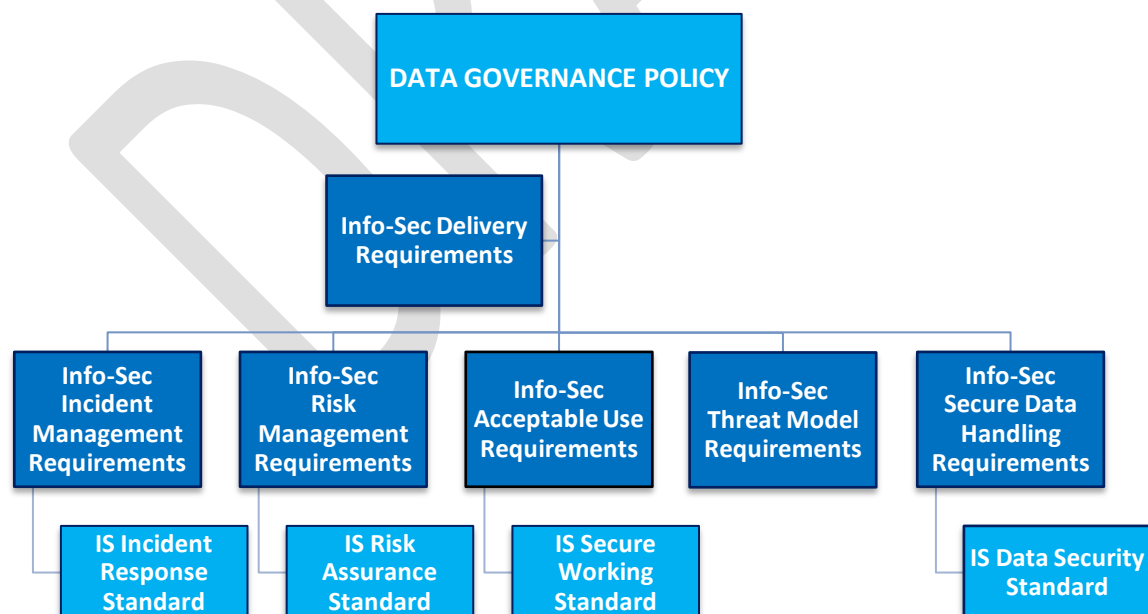 DATA GOVERNANCE POLICY
Info-Sec Delivery
Requirements
Info-Sec
Incident
Management
Requirements
Info-Sec
Risk
Management
Requirements
Info-Sec
Acceptable Use
Requirements
Info-Sec
Threat Model
Requirements
Info-Sec
Secure Data
Handling
Requirements
IS Incident
Response
Standard
IS Risk
Assurance
Standard
IS Secure
Working
Standard
IS Data Security
Standard